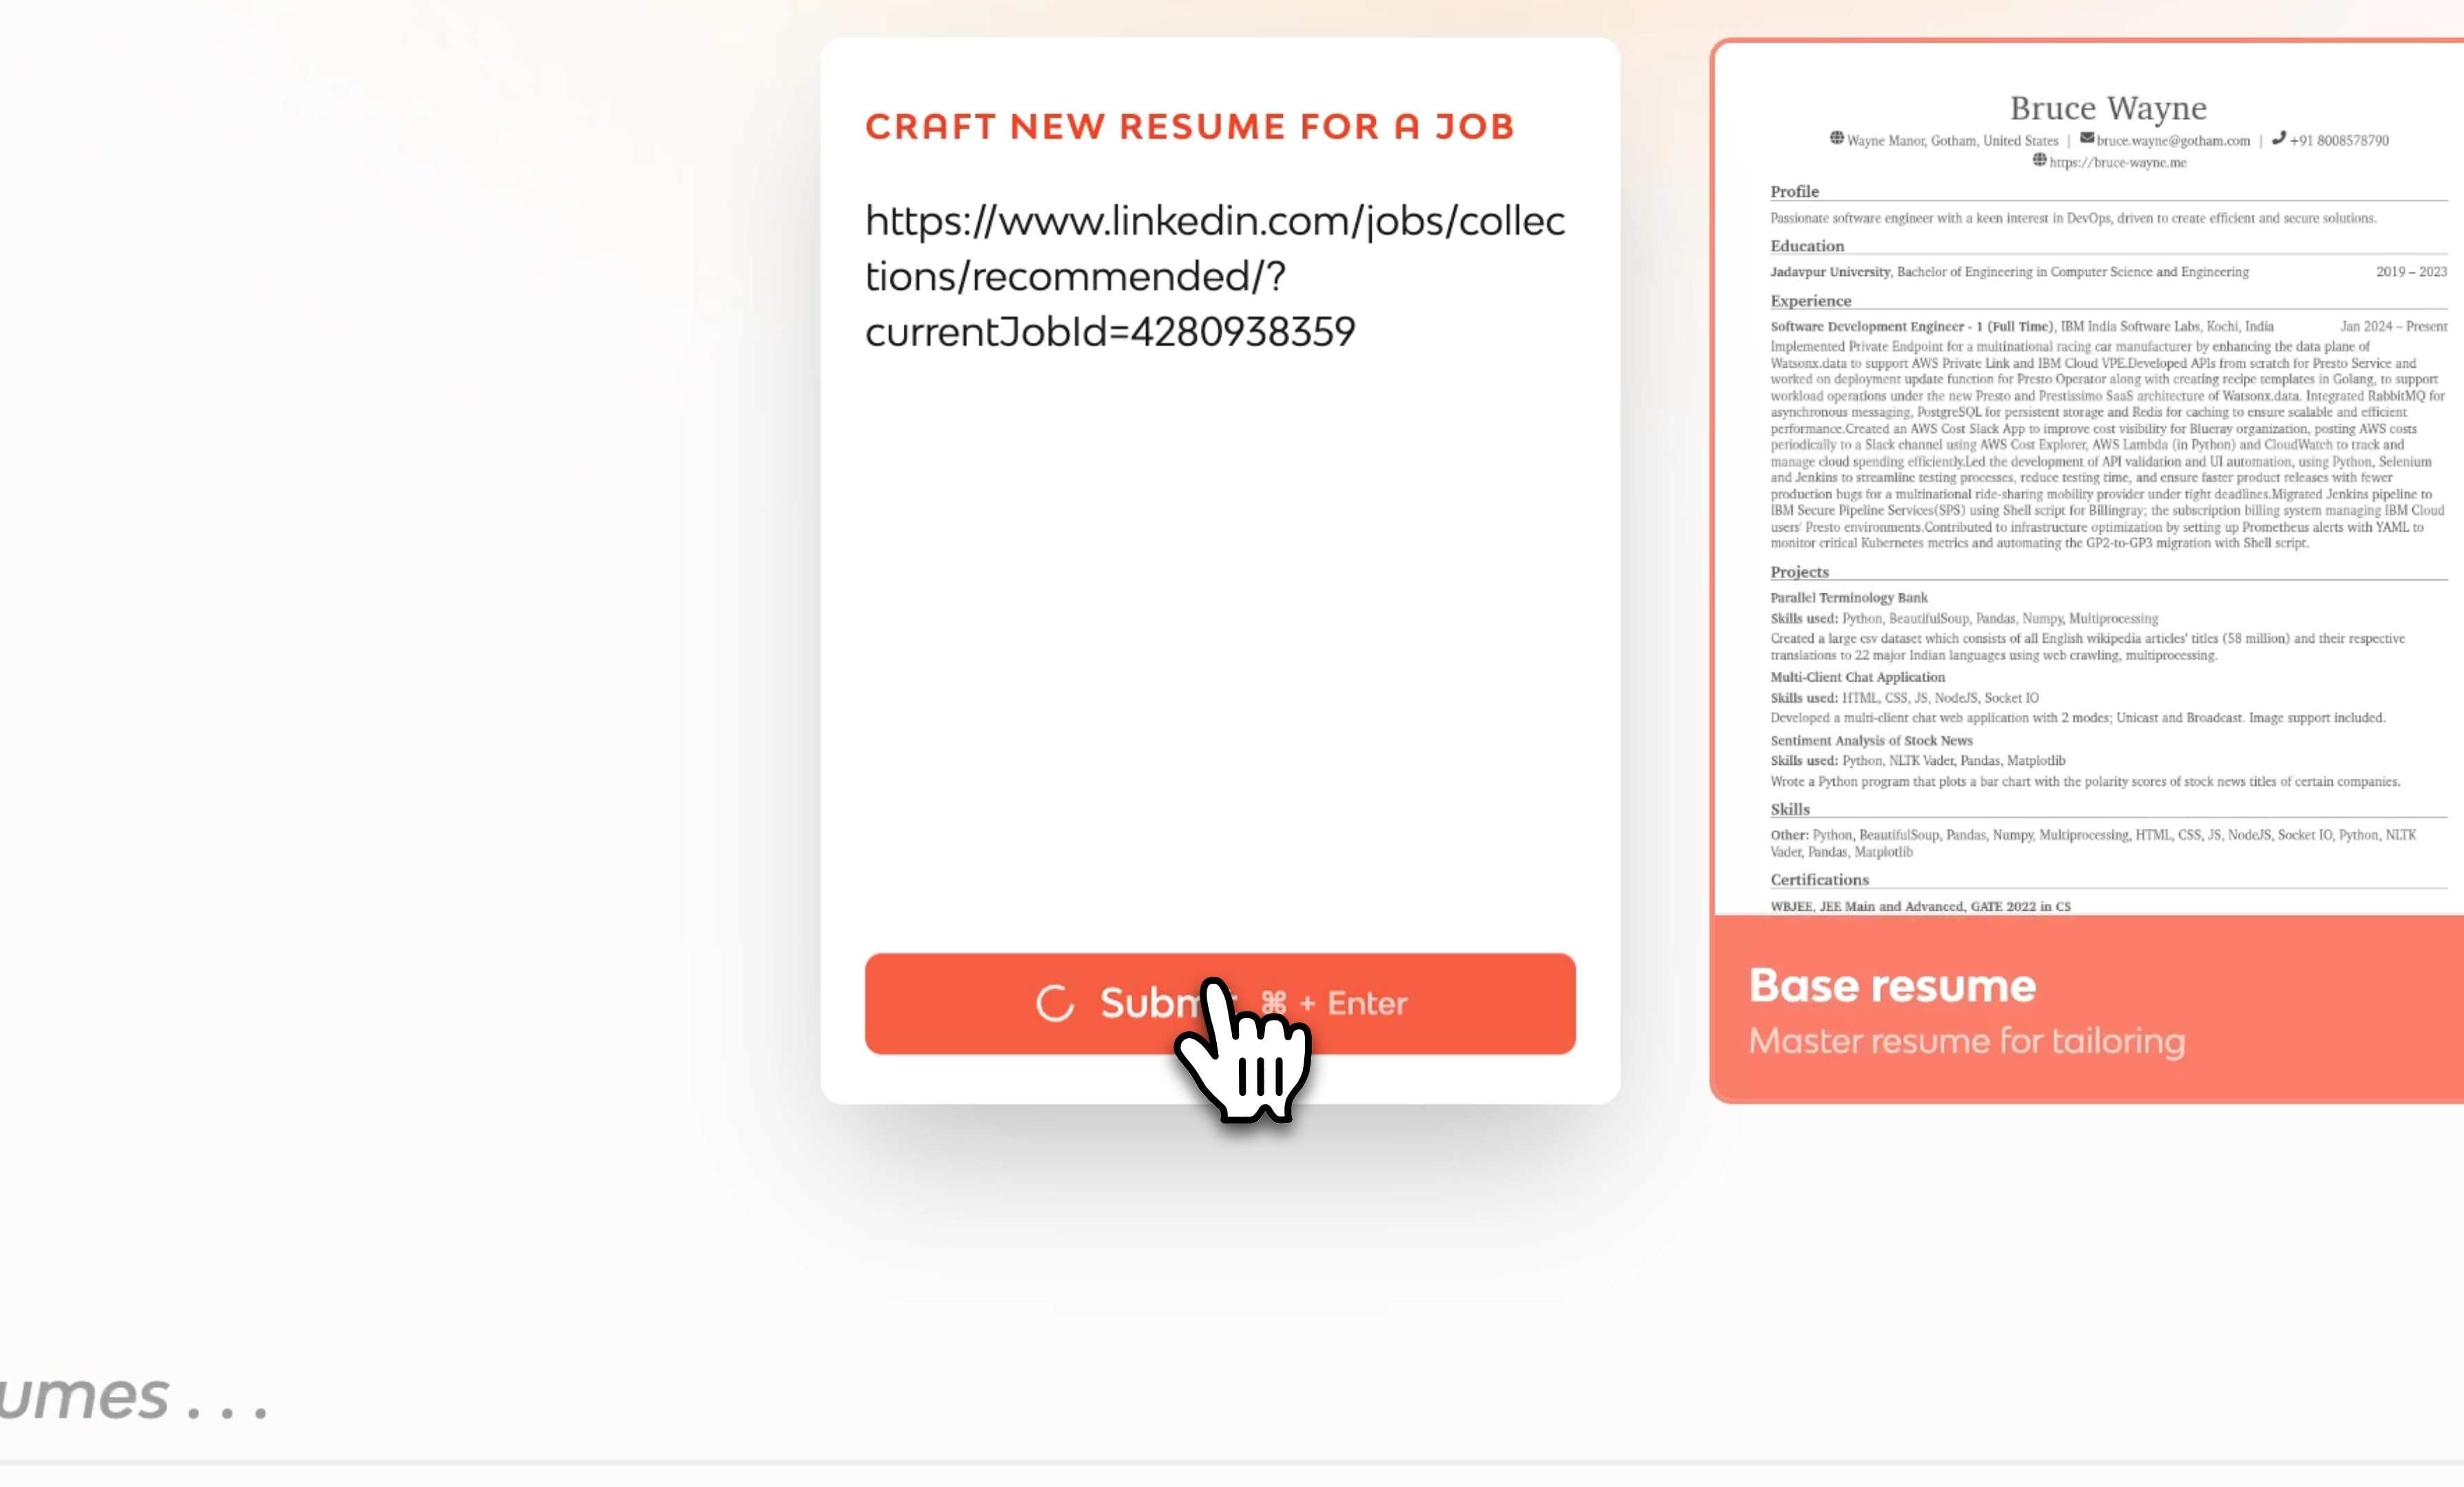 CRAFT NEW RESUME FOR A JOB
https://www.linkedin.com/jobs/collec
tions/recommended/?
currentJobId=4280938359
⌘ + Enter
Bruce Wayne
Wayne Manor, Gotham, United States | bruce.wayne@gotham.com | +91 8008578790
https://bruce-wayne.me
Profile
Passionate software engineer with a keen interest in DevOps, driven to create efficient and secure solutions.
Education
Jadavpur University, Bachelor of Engineering in Computer Science and Engineering 2019 – 2023
Experience
Software Development Engineer - 1 (Full Time), IBM India Software Labs, Kochi, India Jan 2024 – Present
Implemented Private Endpoint for a multinational racing car manufacturer by enhancing the data plane of
Watsonx.data to support AWS Private Link and IBM Cloud VPE.Developed APIs from scratch for Presto Service and
worked on deployment update function for Presto Operator along with creating recipe templates in Golang, to support
workload operations under the new Presto and Prestissimo SaaS architecture of Watsonx.data. Integrated RabbitMQ for
asynchronous messaging, PostgreSQL for persistent storage and Redis for caching to ensure scalable and efficient
performance.Created an AWS Cost Slack App to improve cost visibility for Blueray organization, posting AWS costs
periodically to a Slack channel using AWS Cost Explorer, AWS Lambda (in Python) and CloudWatch to track and
manage cloud spending efficiently.Led the development of API validation and UI automation, using Python, Selenium
and Jenkins to streamline testing processes, reduce testing time, and ensure faster product releases with fewer
production bugs for a multinational ride-sharing mobility provider under tight deadlines.Migrated Jenkins pipeline to
IBM Secure Pipeline Services(SPS) using Shell script for Billingray; the subscription billing system managing IBM Cloud
users' Presto environments.Contributed to infrastructure optimization by setting up Prometheus alerts with YAML to
monitor critical Kubernetes metrics and automating the GP2-to-GP3 migration with Shell script.
Projects
Parallel Terminology Bank
Skills used: Python, BeautifulSoup, Pandas, Numpy, Multiprocessing
Created a large csv dataset which consists of all English wikipedia articles' titles (58 million) and their respective
translations to 22 major Indian languages using web crawling, multiprocessing.
Multi-Client Chat Application
Skills used: HTML, CSS, JS, NodeJS, Socket IO
Developed a multi-client chat web application with 2 modes; Unicast and Broadcast. Image support included.
Sentiment Analysis of Stock News
Skills used: Python, NLTK Vader, Pandas, Matplotlib
Wrote a Python program that plots a bar chart with the polarity scores of stock news titles of certain companies.
Skills
Other: Python, BeautifulSoup, Pandas, Numpy, Multiprocessing, HTML, CSS, JS, NodeJS, Socket IO, Python, NLTK
Vader, Pandas, Matplotlib
Certifications
WBJEE, JEE Main and Advanced, GATE 2022 in CS
Base resume
Master resume for tailoring
umes . . .